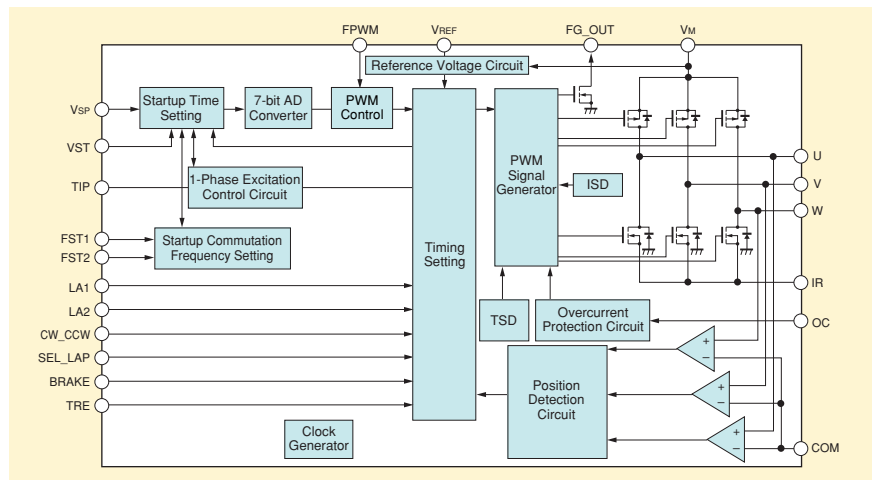 FPWM
VREF
FG_OUT
VM
Reference Voltage Circuit
VSP
Startup Time
Setting
7-bit AD
Converter
PWM
Control
VST
TIP
1-Phase Excitation
Control Circuit
PWM
Signal
Generator
ISD
U
V
W
FST1
FST2
Startup Commutation
Frequency Setting
Timing
Setting
IR
LA1
LA2
TSD
Overcurrent
Protection Circuit
OC
CW_CCW
SEL_LAP
BRAKE
TRE
Position
Detection
Circuit
+
−
+
−
+
−
Clock
Generator
COM